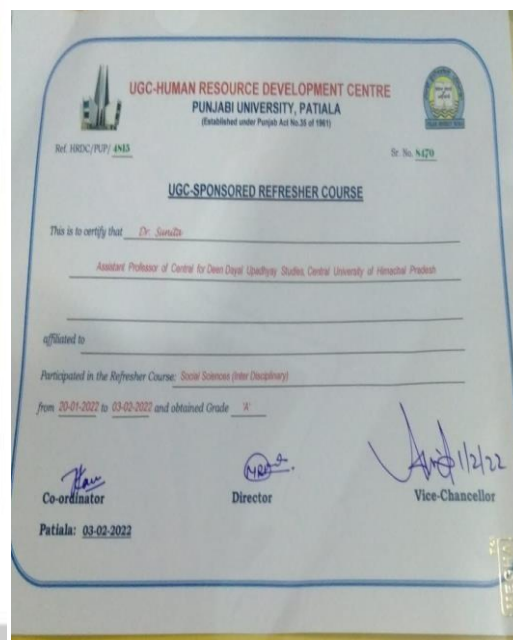 UGC-HUMAN RESOURCE DEVELOPMENT CENTRE
PUNJABI UNIVERSITY, PATIALA
(Established under Punjab Act No.35 of 1961)
Ref. HRDC/PUP/ 4815
Sr. No. 8470
UGC-SPONSORED REFRESHER COURSE
This is to certify that Dr. Sunita
Assistant Professor of Central for Deen Dayal Upadhyay Studies, Central University of Himachal Pradesh
affiliated to
Participated in the Refresher Course: Social Sciences (Inter Disciplinary)
from 20-01-2022 to 03-02-2022 and obtained Grade 'A'
1/2/22
Co-ordinator
Director
Vice-Chancellor
Patiala: 03-02-2022